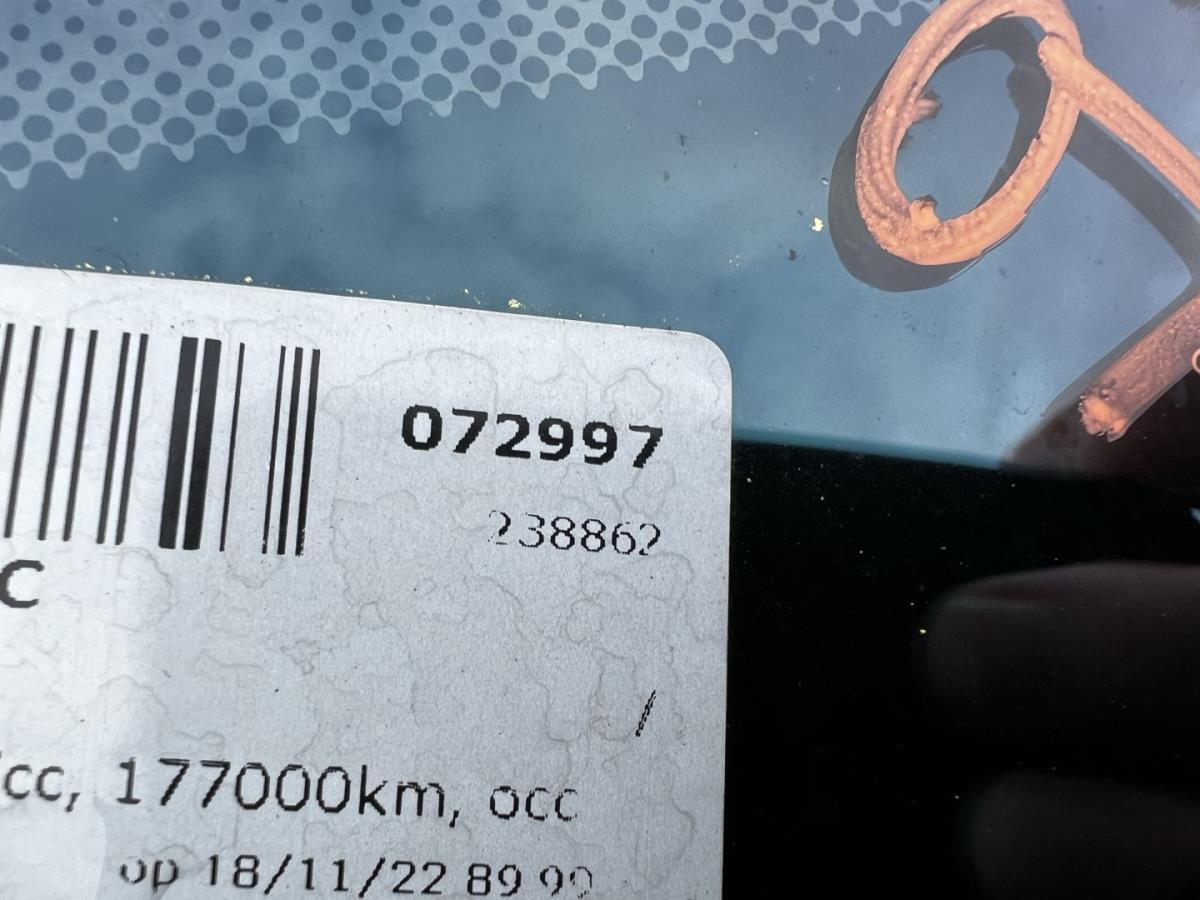 072997
238862
C
cc, 177000km, occ
/
op 18/11/22 89 99